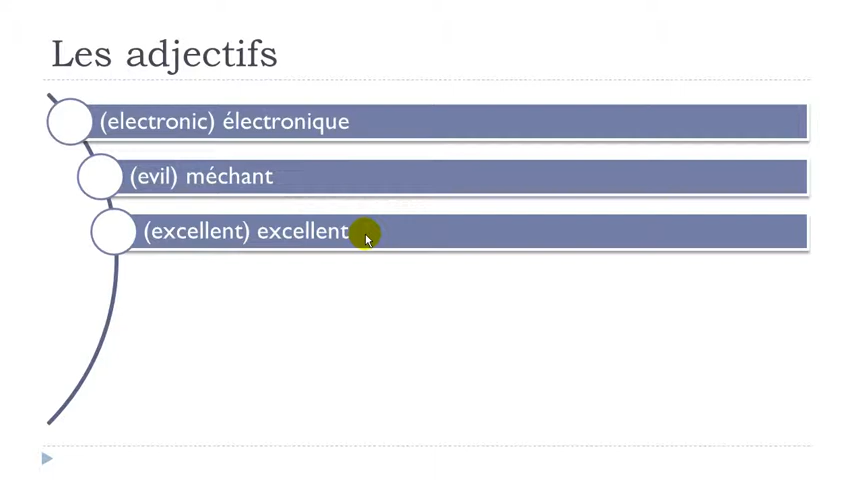 Les adjectifs
(electronic) électronique
(evil) méchant
(excellent) excellent